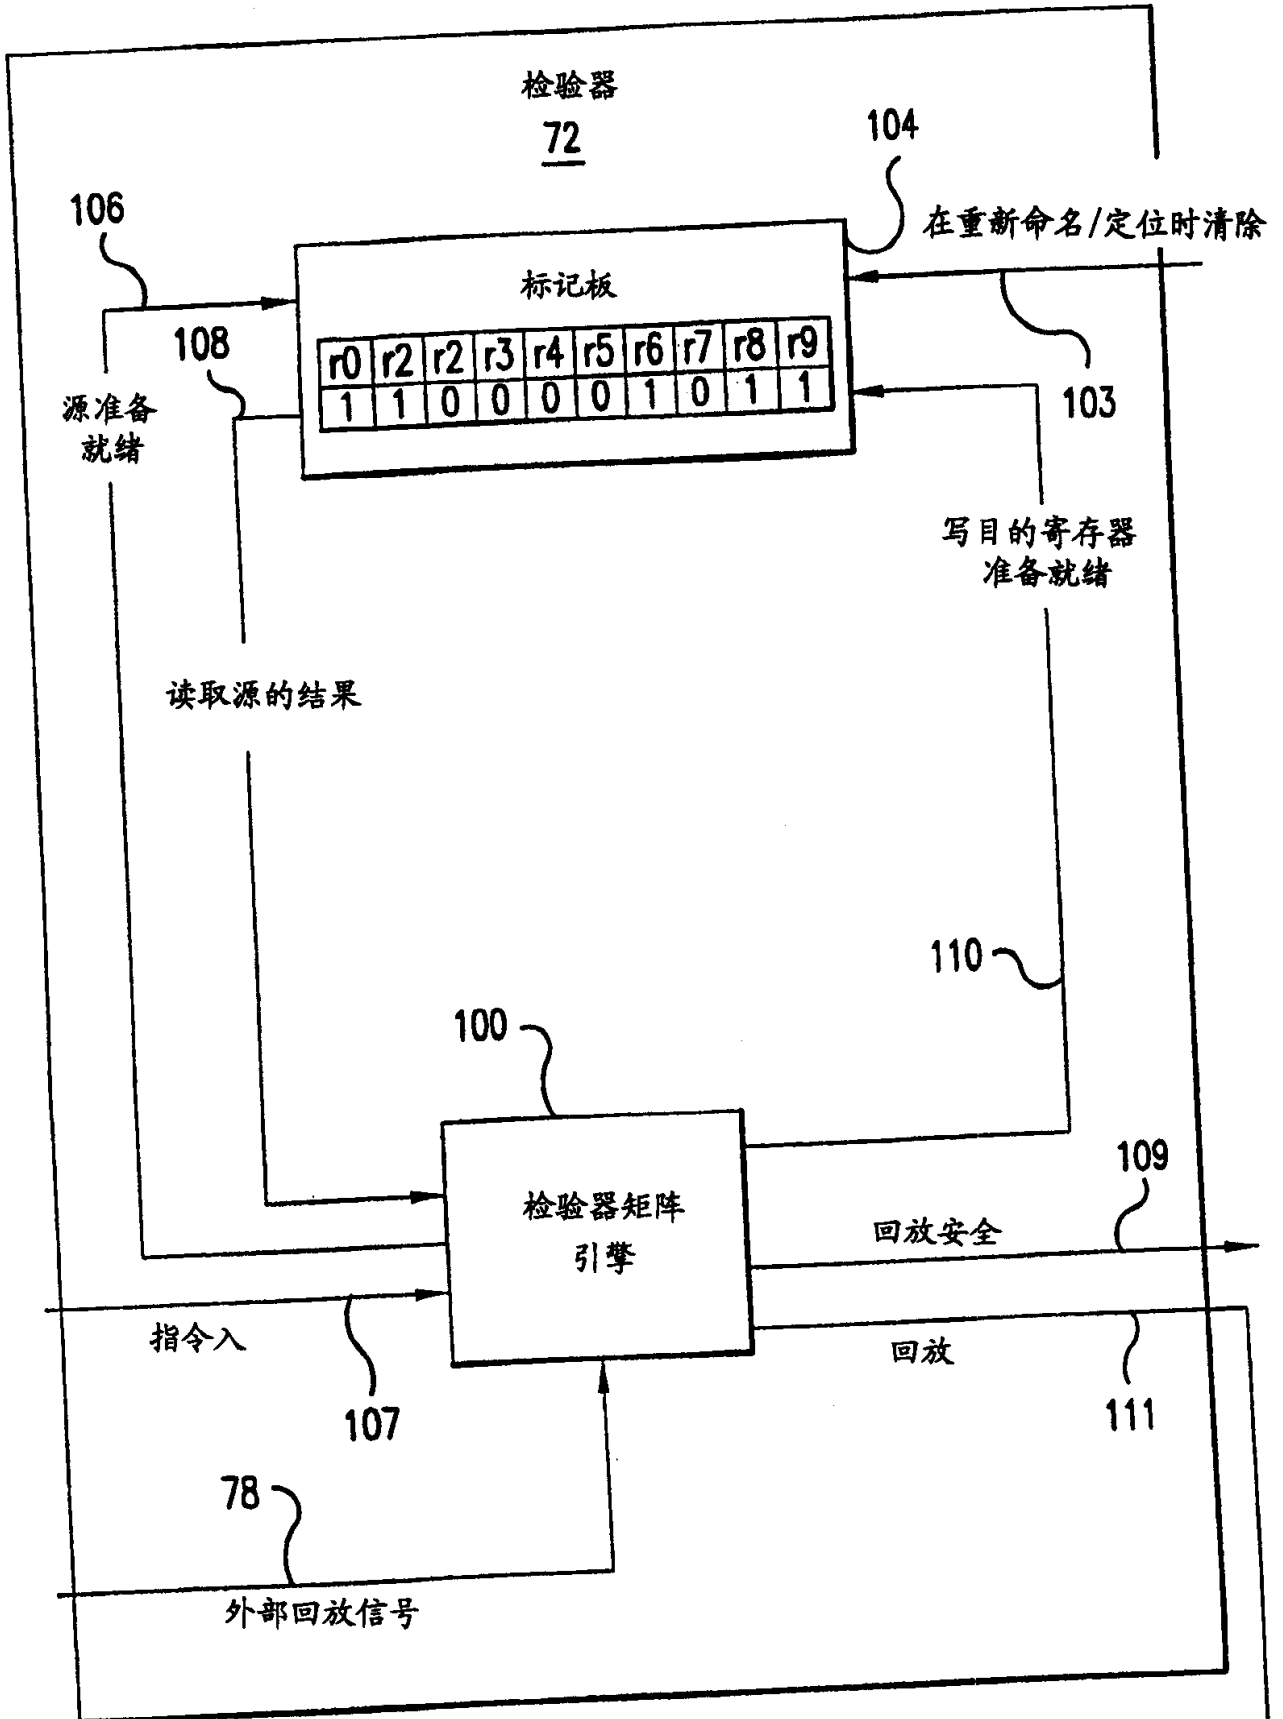 检验器
72
104
106
在重新命名/定位时清除
标记板
108
r0 r2 r2 r3 r4 r5 r6 r7 r8 r9
1 1 0 0 0 0 1 0 1 1
103
源准备
就绪
写目的寄存器
准备就绪
读取源的结果
110
100
109
检验器矩阵
引擎
回放安全
指令入
回放
107
111
78
外部回放信号